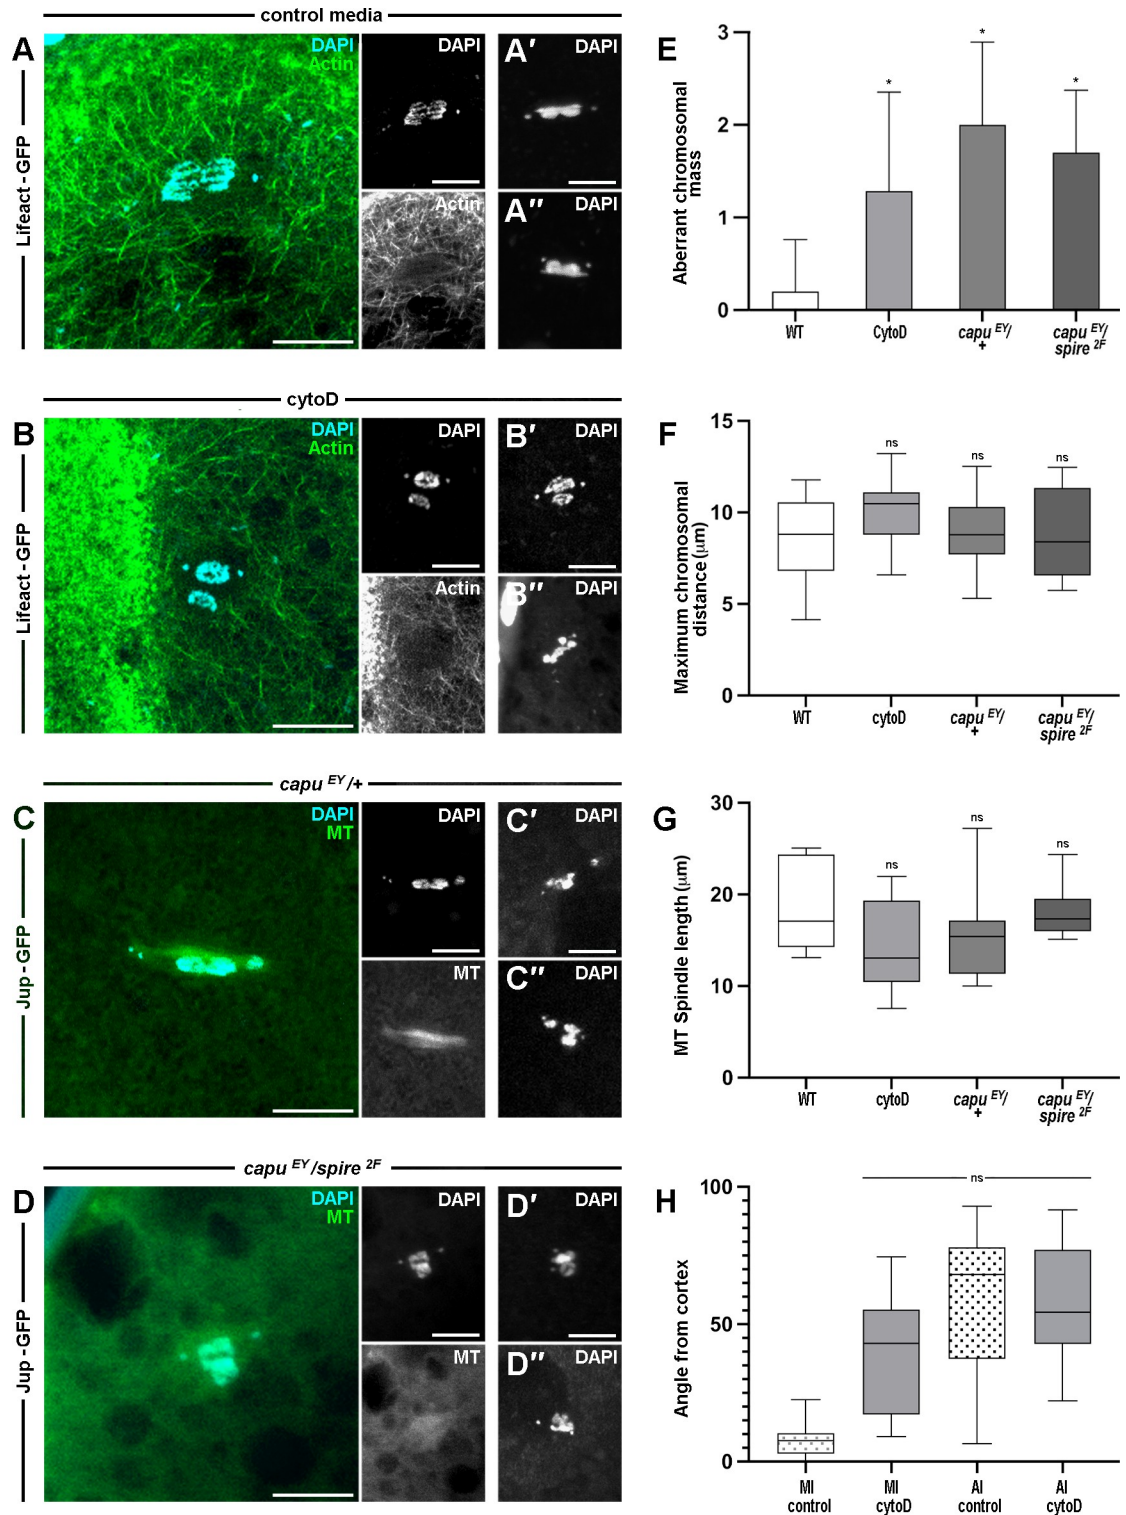 control media
A
Lifeact-GFP
DAPI
Actin
DAPI
Actin
A′
DAPI
A″
DAPI
cytoD
B
Lifeact-GFP
DAPI
Actin
DAPI
Actin
B′
DAPI
B″
DAPI
capu EY/+
C
Jup-GFP
DAPI
MT
DAPI
MT
C′
DAPI
C″
DAPI
capu EY/spire 2F
D
Jup-GFP
DAPI
MT
DAPI
MT
D′
DAPI
D″
DAPI
E
Aberrant chromosomal
mass
3
2
1
0
*
*
*
WT
CytoD
capu EY/
+
capu EY/
spire 2F
F
Maximum chromosomal
distance (µm)
15
10
5
0
ns
ns
ns
WT
cytoD
capu EY/
+
capu EY/
spire 2F
G
MT Spindle length (µm)
30
20
10
0
ns
ns
ns
WT
cytoD
capu EY/
+
capu EY/
spire 2F
H
Angle from cortex
100
50
0
ns
MI
control
MI
cytoD
AI
control
AI
cytoD